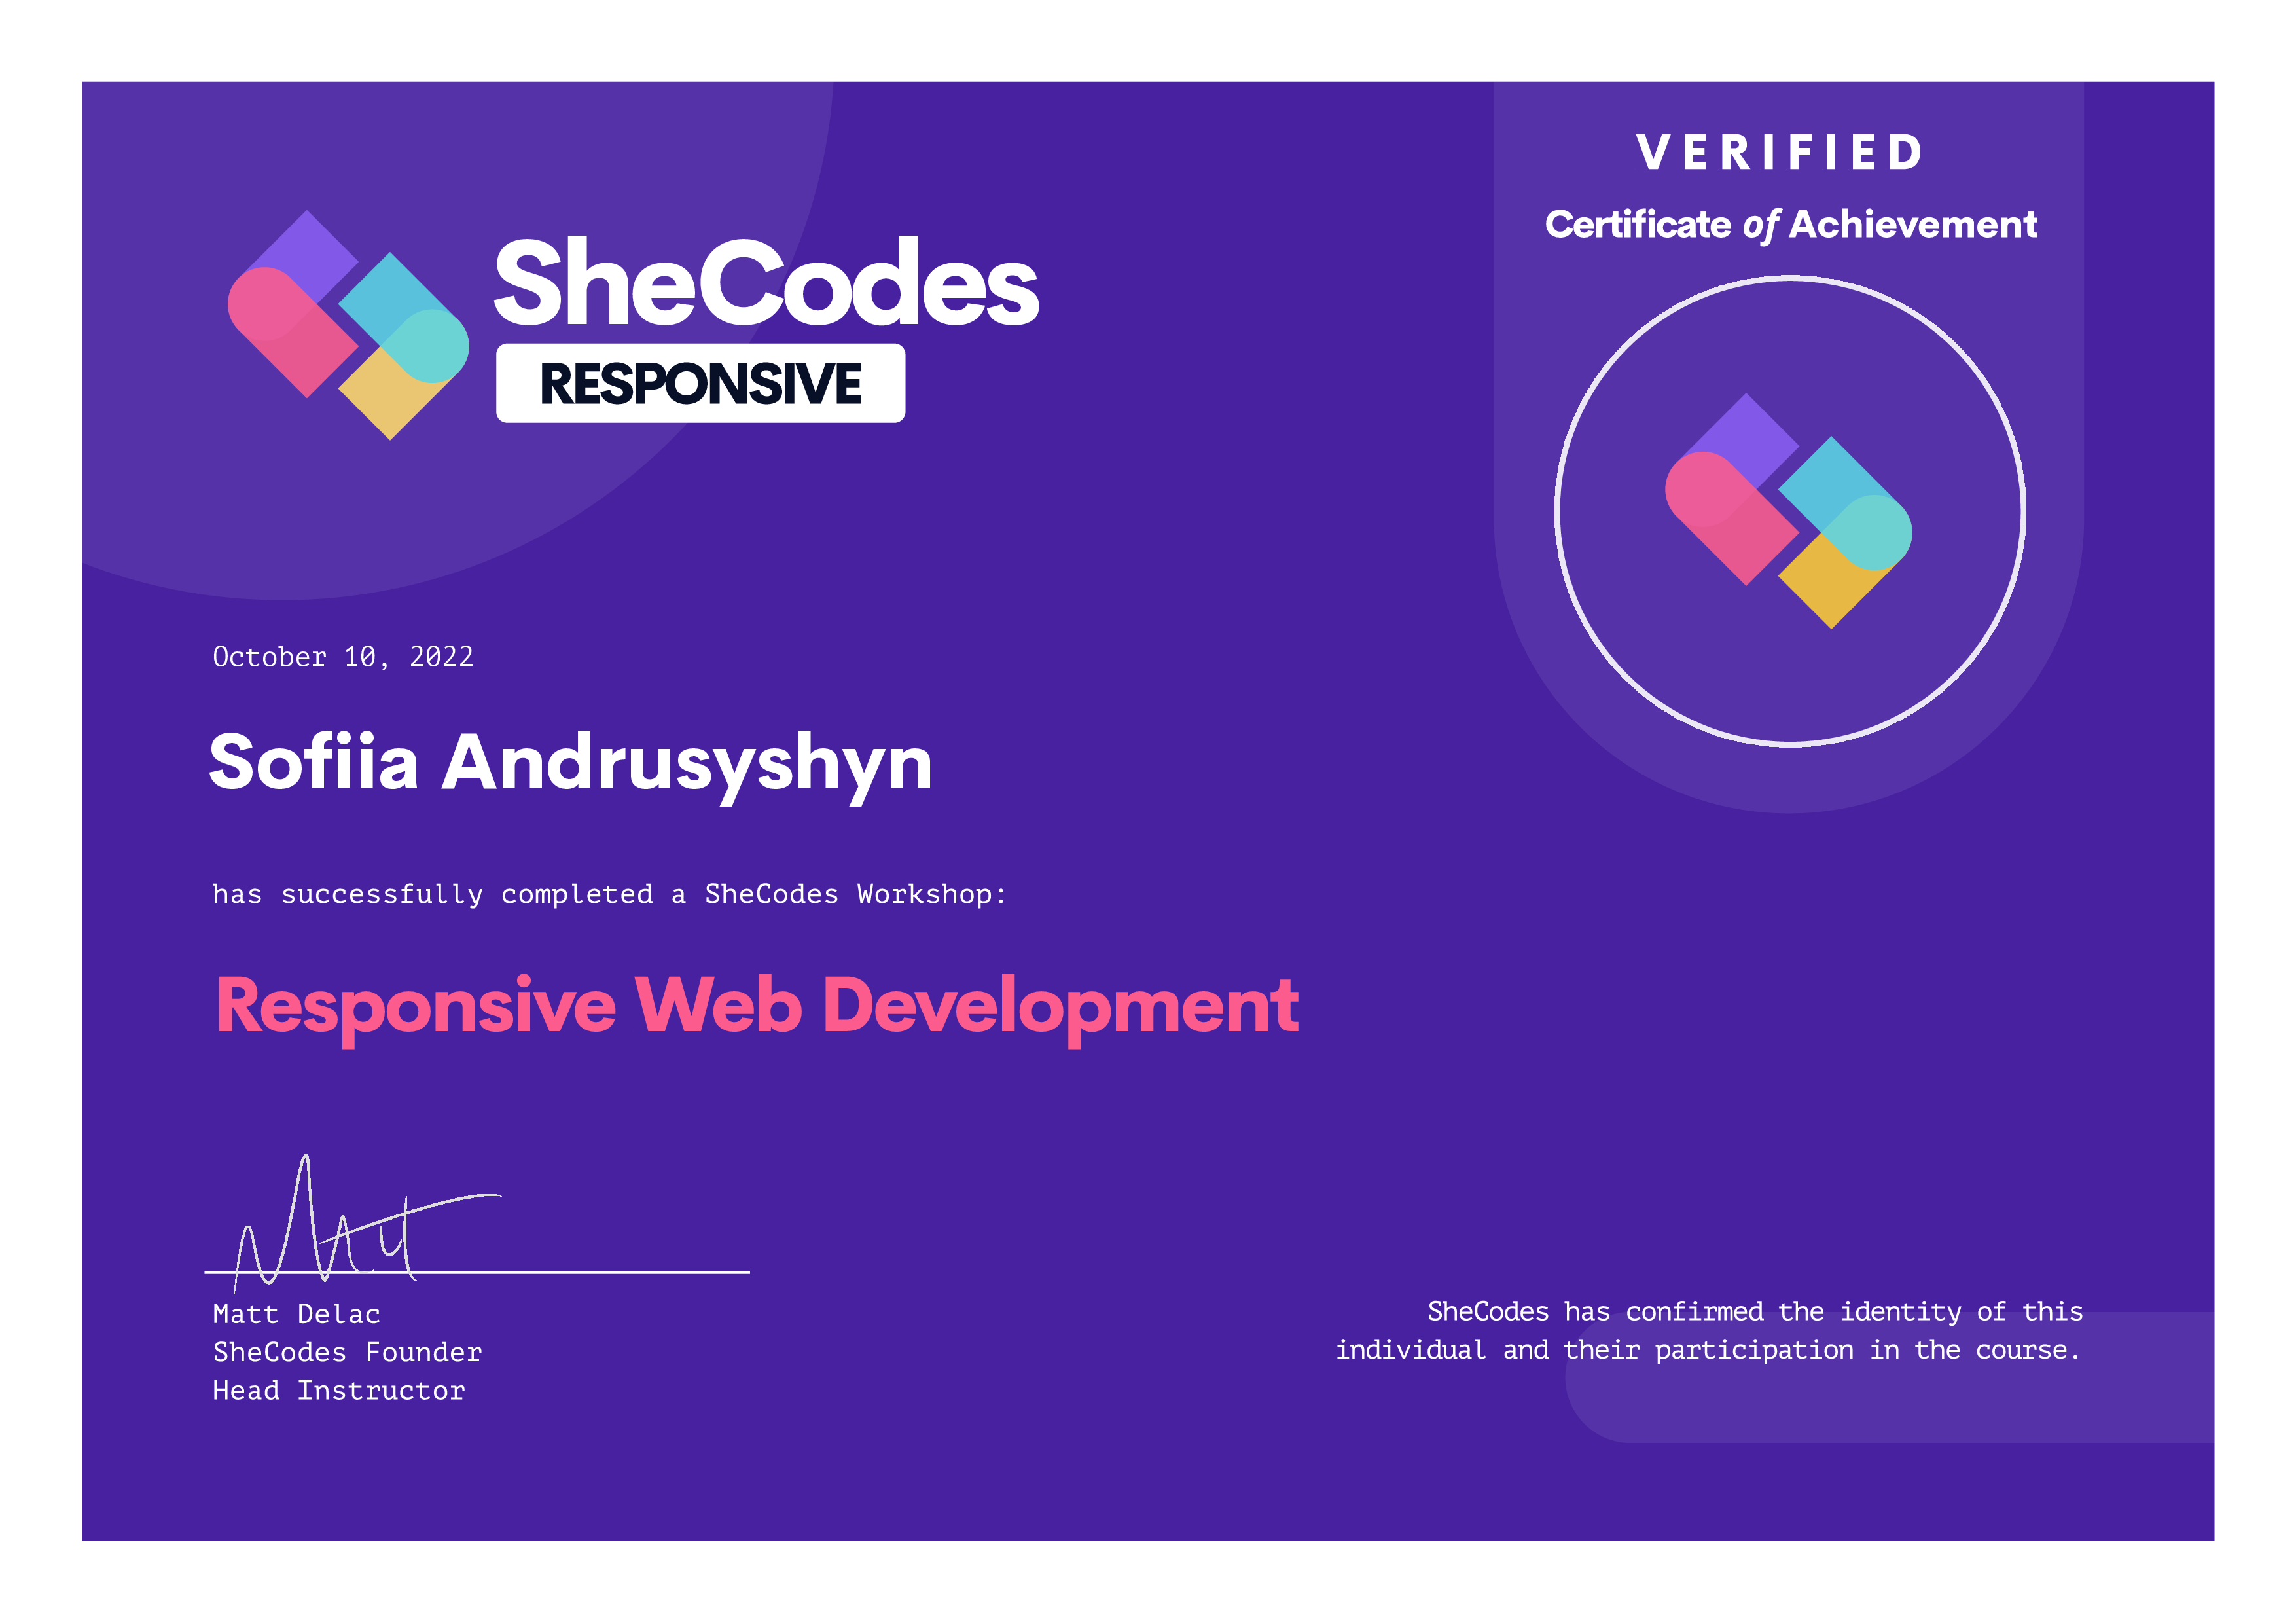 VERIFIED
Certificate of Achievement
SheCodes
RESPONSIVE
October 10, 2022
Sofiia Andrusyshyn
has successfully completed a SheCodes Workshop:
Responsive Web Development
Matt
Matt Delac
SheCodes Founder
Head Instructor
SheCodes has confirmed the identity of this
individual and their participation in the course.